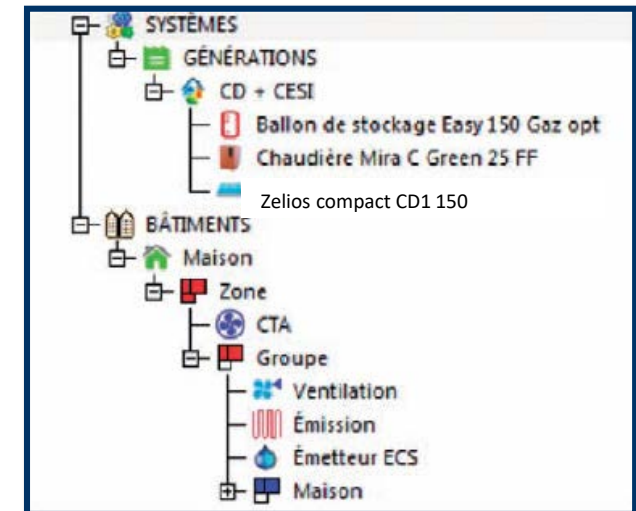 SYSTÈMES
GÉNÉRATIONS
CD + CESI
Ballon de stockage Easy 150 Gaz opt
Chaudière Mira C Green 25 FF
Zelios compact CD1 150
BÂTIMENTS
Maison
Zone
CTA
Groupe
Ventilation
Émission
Émetteur ECS
Maison